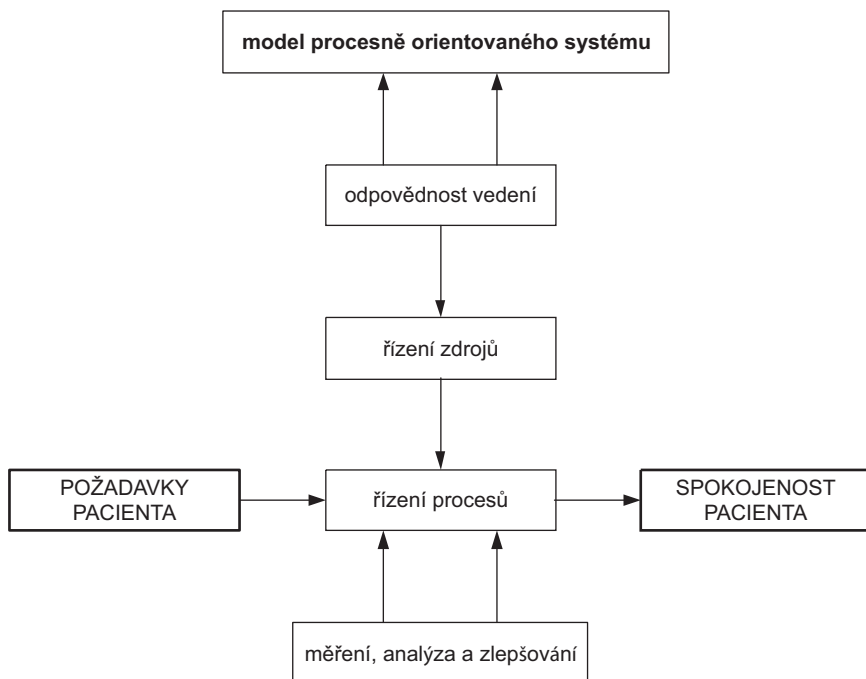 model procesně orientovaného systému
odpovědnost vedení
řízení zdrojů
POŽADAVKY
PACIENTA
řízení procesů
SPOKOJENOST
PACIENTA
měření, analýza a zlepšování